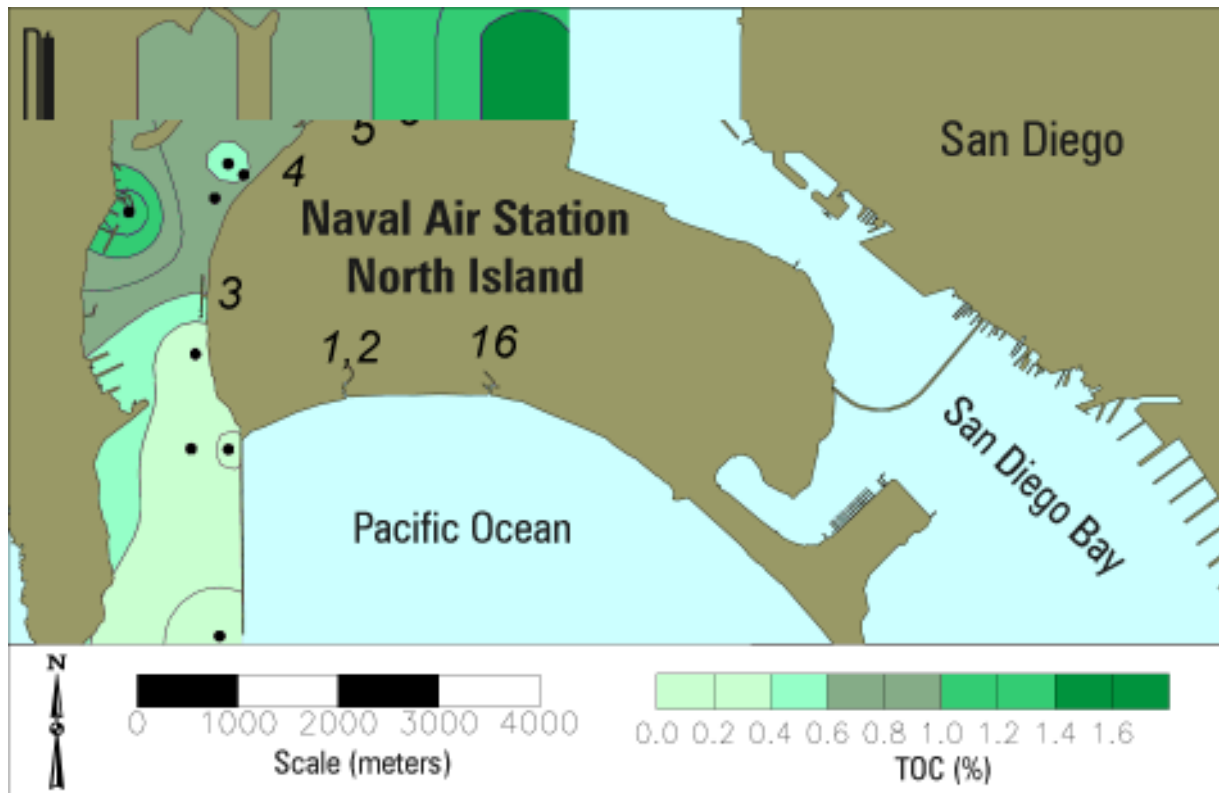 San Diego
5
4
Naval Air Station
North Island
3
1,2
16
San Diego Bay
Pacific Ocean
N
0 1000 2000 3000 4000
Scale (meters)
0.0 0.2 0.4 0.6 0.8 1.0 1.2 1.4 1.6
TOC (%)